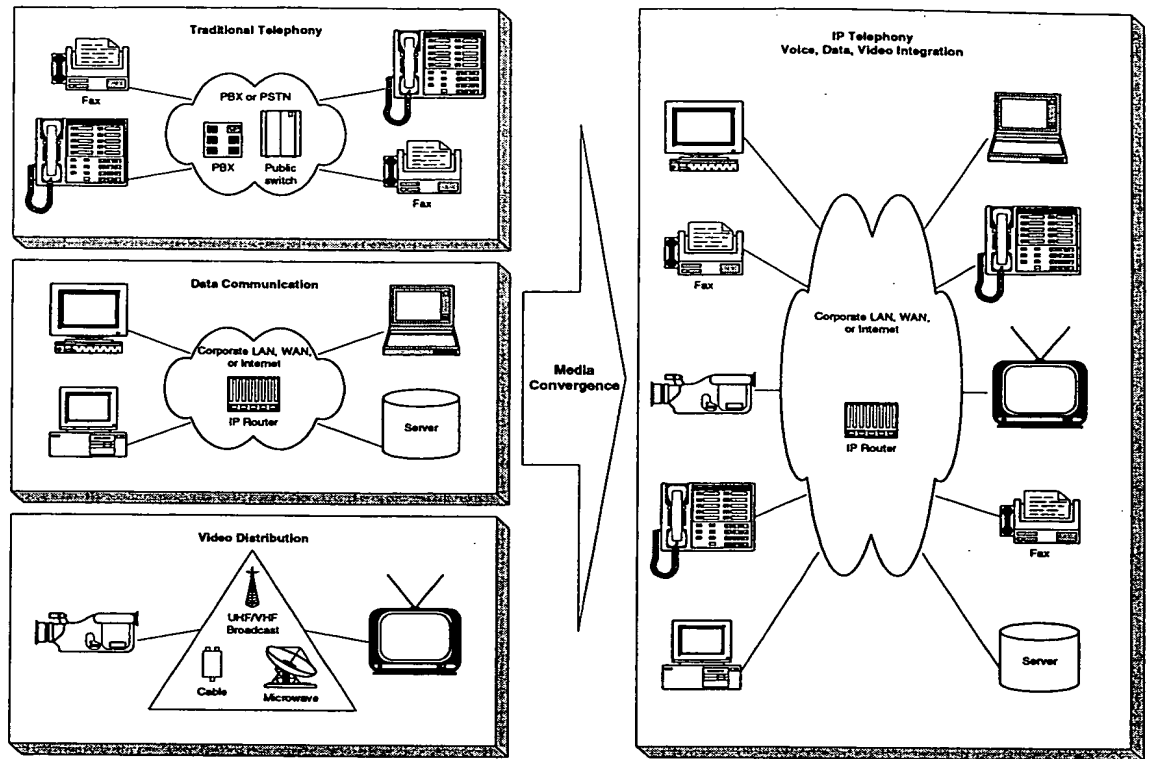 Traditional Telephony
Fax
PBX or PSTN
PBX
Public
switch
Fax
Data Communication
Corporate LAN, WAN,
or Internet
IP Router
Server
Video Distribution
UHF/VHF
Broadcast
Cable
Microwave
Media
Convergence
IP Telephony
Voice, Data, Video Integration
Fax
Corporate LAN, WAN,
or Internet
IP Router
Fax
Server